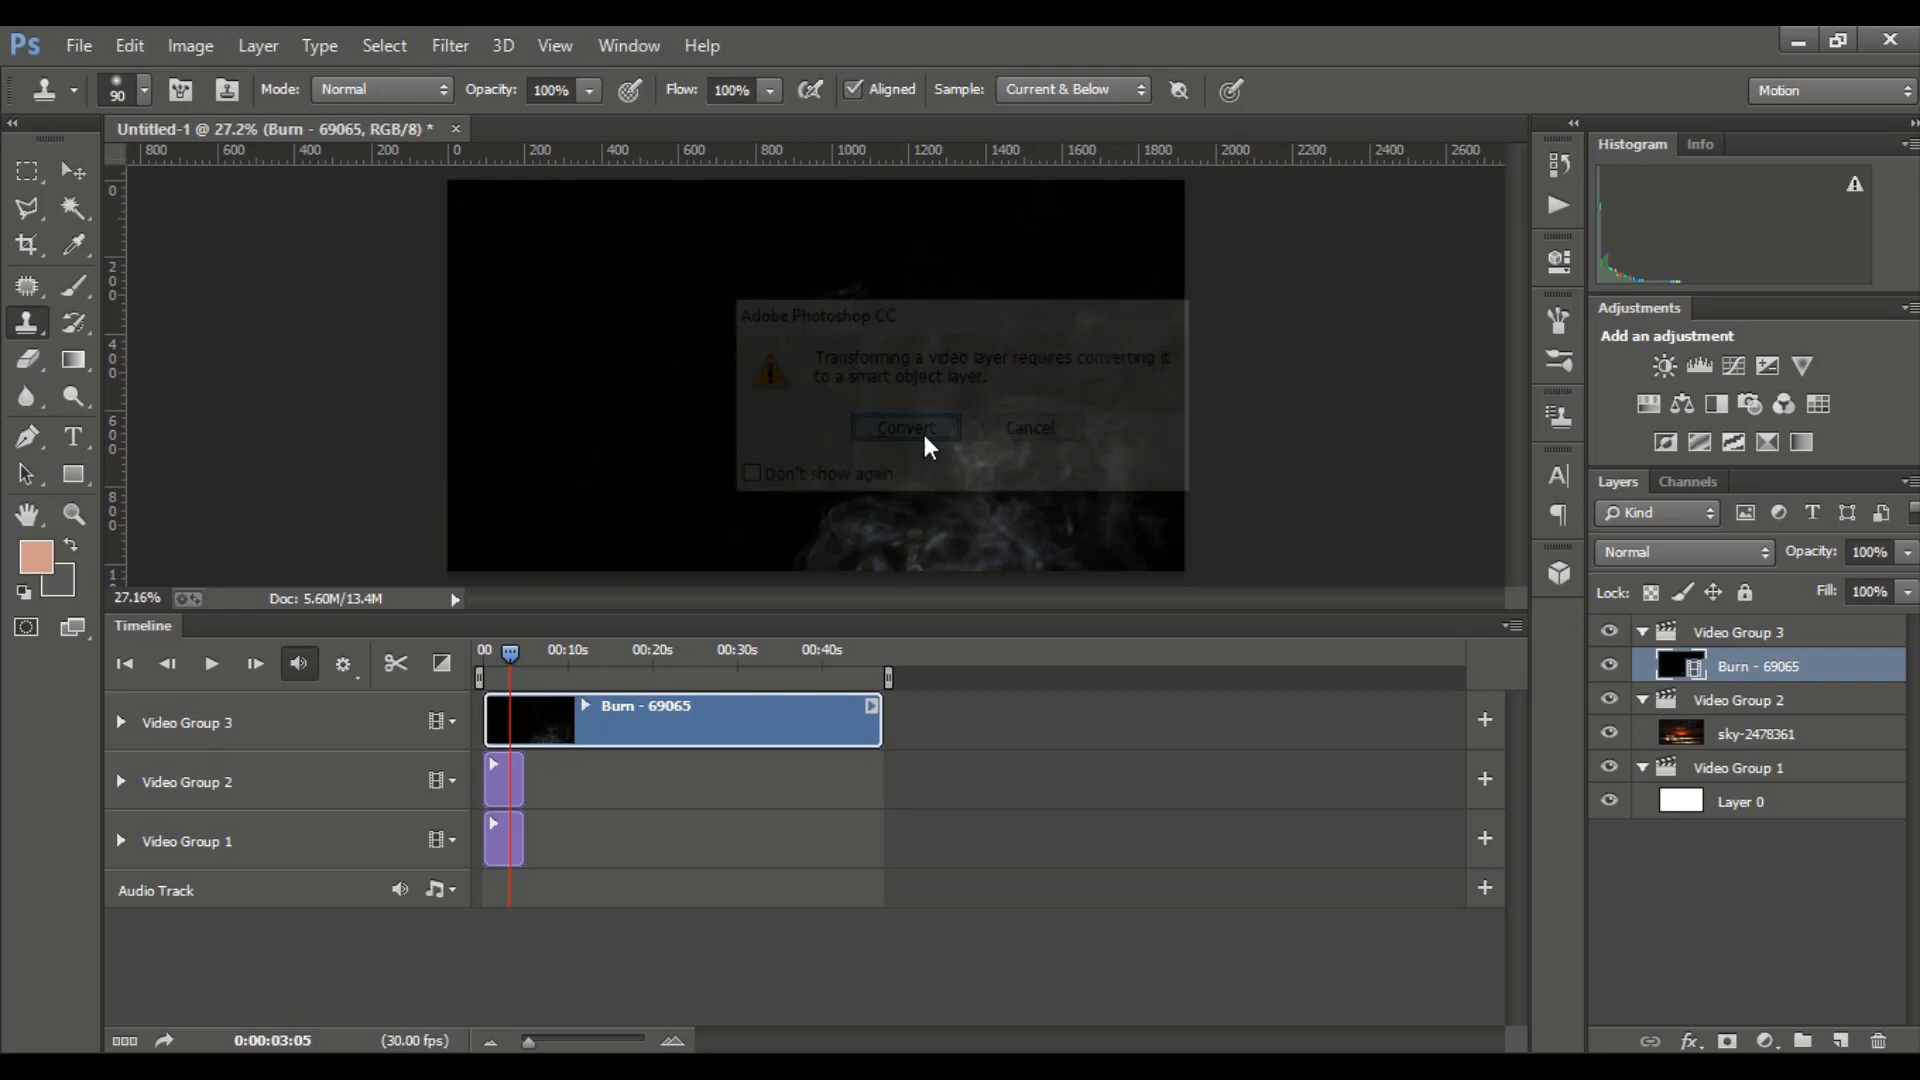 Ps File Edit Image Layer Type Select Filter 3D View Window Help
90 Mode: Normal Opacity: 100% Flow: 100% Aligned Sample: Current & Below Motion
Untitled-1 @ 27.2% (Burn - 69065, RGB/8) * ×
800 600 400 200 0 200 400 600 800 1000 1200 1400 1600 1800 2000 2200 2400 2600
0
200
400
600
800
1
Adobe Photoshop CC
Transforming a video layer requires converting it
to a smart object layer.
Convert Cancel
Don't show again
27.16% Doc: 5.60M/13.4M
Timeline
00 00:10s 00:20s 00:30s 00:40s
Video Group 3
Burn - 69065
Video Group 2
Video Group 1
Audio Track
0:00:03:05 (30.00 fps)
Histogram Info
Adjustments
Add an adjustment
Layers Channels
Kind
Normal Opacity: 100%
Lock: Fill: 100%
Video Group 3
Burn - 69065
Video Group 2
sky-2478361
Video Group 1
Layer 0